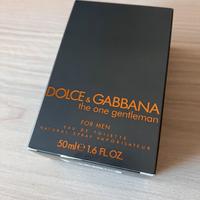 DOLCE & GABBANA
the one gentleman
FOR MEN
EAU DE TOILETTE
NATURAL SPRAY VAPORISATEUR
50ml℮1.6 FL.OZ.